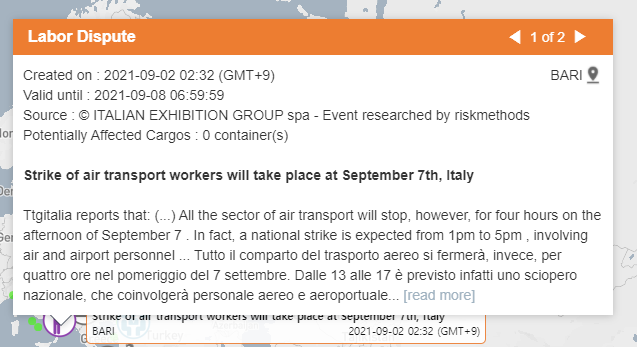 Labor Dispute
1 of 2
Created on : 2021-09-02 02:32 (GMT+9)
BARI
Valid until : 2021-09-08 06:59:59
Source : © ITALIAN EXHIBITION GROUP spa - Event researched by riskmethods
Potentially Affected Cargos : 0 container(s)
Strike of air transport workers will take place at September 7th, Italy
Ttgitalia reports that: (...) All the sector of air transport will stop, however, for four hours on the
afternoon of September 7 . In fact, a national strike is expected from 1pm to 5pm , involving
air and airport personnel ... Tutto il comparto del trasporto aereo si fermerà, invece, per
quattro ore nel pomeriggio del 7 settembre. Dalle 13 alle 17 è previsto infatti uno sciopero
nazionale, che coinvolgerà personale aereo e aeroportuale... [read more]
Strike of air transport workers will take place at September 7th, Italy
BARI
2021-09-02 02:32 (GMT+9)